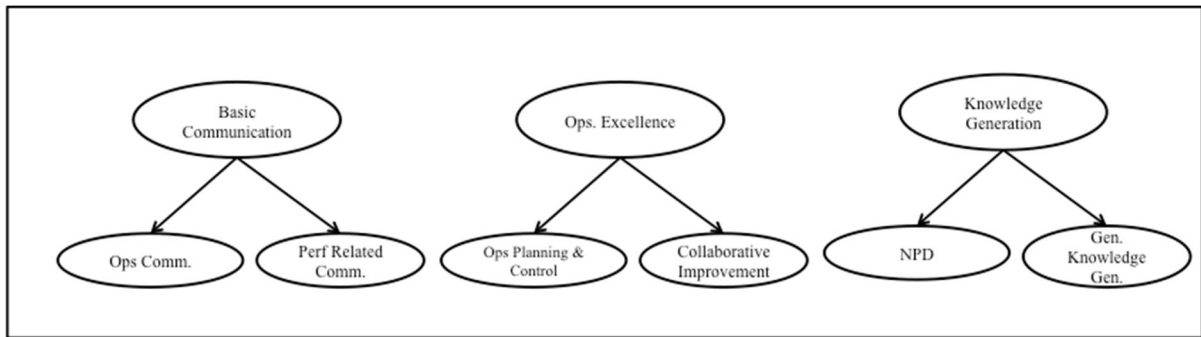 Basic
Communication
Ops. Excellence
Knowledge
Generation
Ops Comm.
Perf Related
Comm.
Ops Planning &
Control
Collaborative
Improvement
NPD
Gen.
Knowledge
Gen.